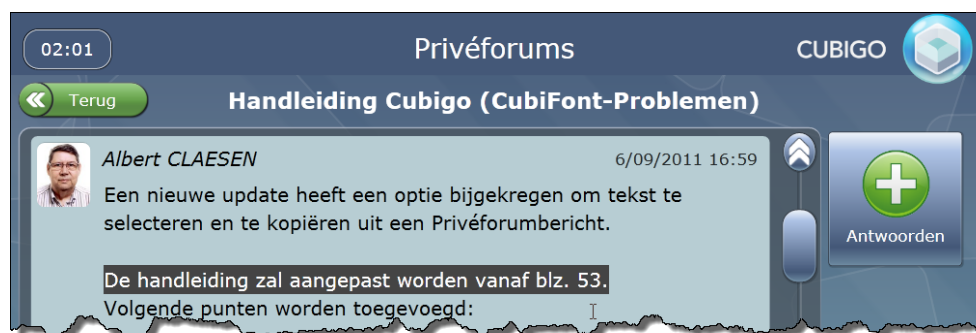 02:01
Privéforums
CUBIGO
Terug
Handleiding Cubigo (CubiFont-Problemen)
Albert CLAESEN
6/09/2011 16:59
Een nieuwe update heeft een optie bijgekregen om tekst te
selecteren en te kopiëren uit een Privéforumbericht.
De handleiding zal aangepast worden vanaf blz. 53.
Volgende punten worden toegevoegd:
Antwoorden